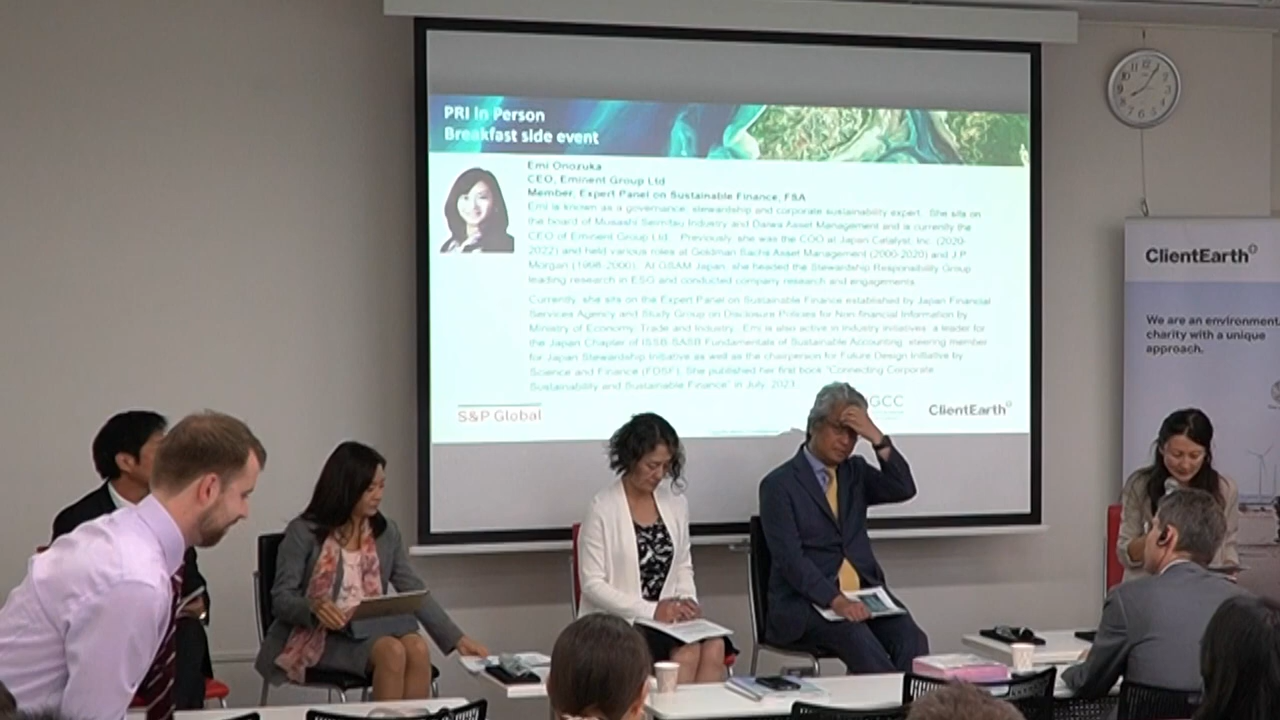 PRI In Person
Breakfast side event
Emi Onozuka
CEO, Eminent Group Ltd
Member, Expert Panel on Sustainable Finance, FSA
Emi is known as a governance, stewardship and corporate sustainability expert. She sits on
the board of Musashi Seimitsu Industry and Daiwa Asset Management and is currently the
CEO of Eminent Group Ltd. Previously, she was the COO at Japan Catalyst, Inc. (2020-
2022) and held various roles at Goldman Sachs Asset Management (2000-2020) and J.P.
Morgan (1998-2000). At GSAM Japan, she headed the Stewardship Responsibility Group
leading research in ESG and conducted company research and engagements.
Currently, she sits on the Expert Panel on Sustainable Finance established by Japan Financial
Services Agency and Study Group on Disclosure Policies for Non-financial Information by
Ministry of Economy, Trade and Industry. Emi is also active in industry initiatives: a leader for
the Japan Chapter of ISSB SASB Fundamentals of Sustainable Accounting, steering member
for Japan Stewardship Initiative as well as the chairperson for Future Design Initiative by
Science and Finance (FDSF). She published her first book "Connecting Corporate
Sustainability and Sustainable Finance" in July, 2023.
S&P Global
GCC
ClientEarth
ClientEarth
We are an environment
charity with a unique
approach.